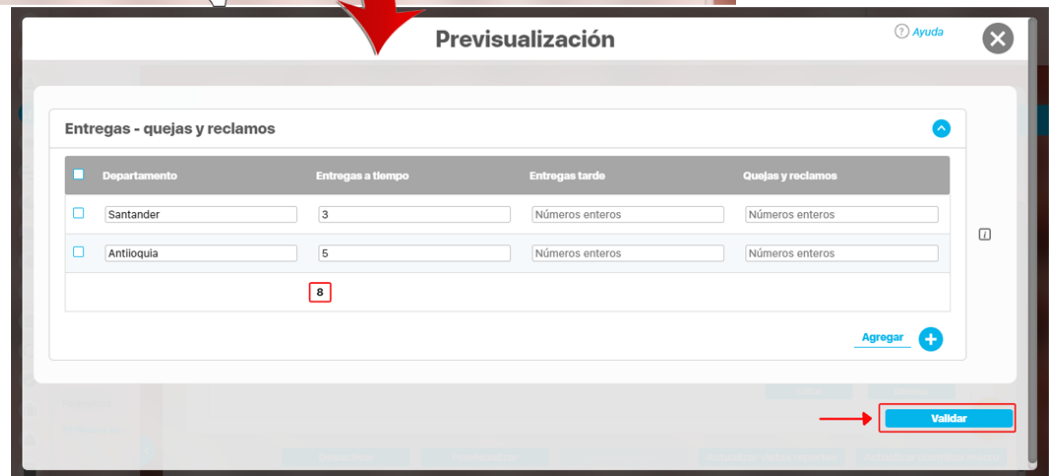 Previsualización
? Ayuda
Entregas - quejas y reclamos
Departamento Entregas a tiempo Entregas tarde Quejas y reclamos
Santander 3 Números enteros Números enteros
Antiioquia 5 Números enteros Números enteros
i
8
Agregar
Validar